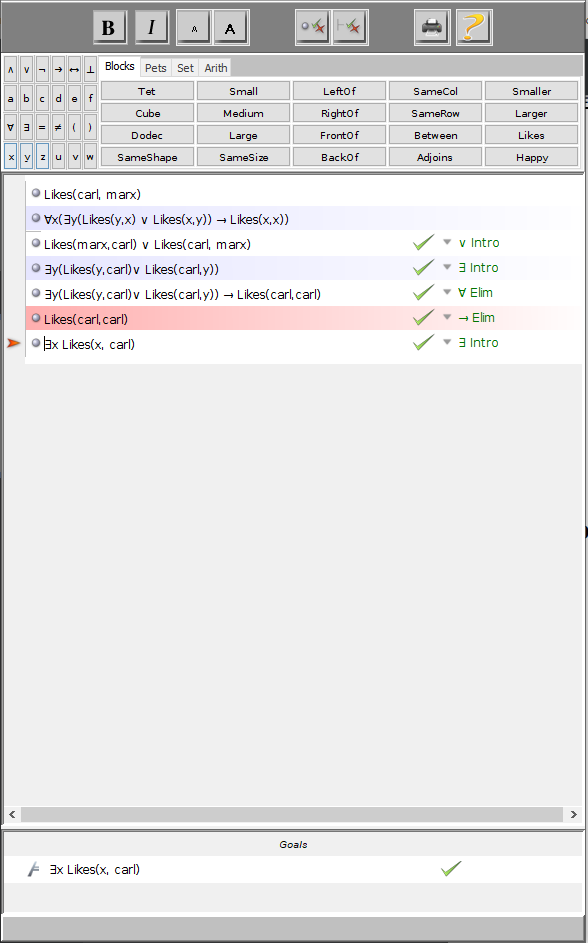 B I A A
∧ ∨ ¬ → ↔ ⊥ Blocks Pets Set Arith
a b c d e f Tet Small LeftOf SameCol Smaller
∀ ∃ = ≠ ( ) Cube Medium RightOf SameRow Larger
x y z u v w Dodec Large FrontOf Between Likes
SameShape SameSize BackOf Adjoins Happy
Likes(carl, marx)
∀x(∃y(Likes(y,x) ∨ Likes(x,y)) → Likes(x,x))
Likes(marx,carl) ∨ Likes(carl, marx) ∨ Intro
∃y(Likes(y,carl)∨ Likes(carl,y)) ∃ Intro
∃y(Likes(y,carl)∨ Likes(carl,y)) → Likes(carl,carl) ∀ Elim
Likes(carl,carl) → Elim
∃x Likes(x, carl) ∃ Intro
Goals
∃x Likes(x, carl)